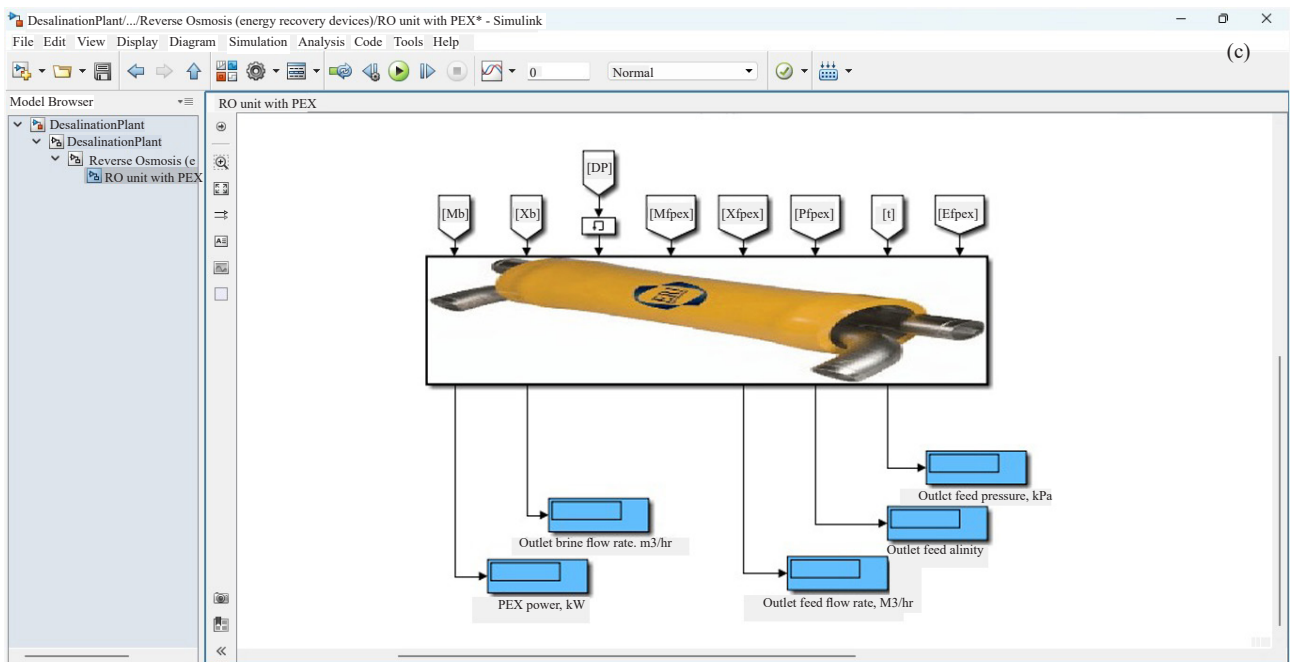 DesalinationPlant/.../Reverse Osmosis (energy recovery devices)/RO unit with PEX* - Simulink
File Edit View Display Diagram Simulation Analysis Code Tools Help
(c)
0
Normal
Model Browser
RO unit with PEX
DesalinationPlant
DesalinationPlant
Reverse Osmosis (e
RO unit with PEX
[DP]
[Mb] [Xb] [Mfpex] [Xfpex] [Pfpex] [t] [Efpex]
ERI
Outlct feed pressure, kPa
Outlet brine flow rate. m3/hr
Outlet feed alinity
PEX power, kW
Outlet feed flow rate, M3/hr